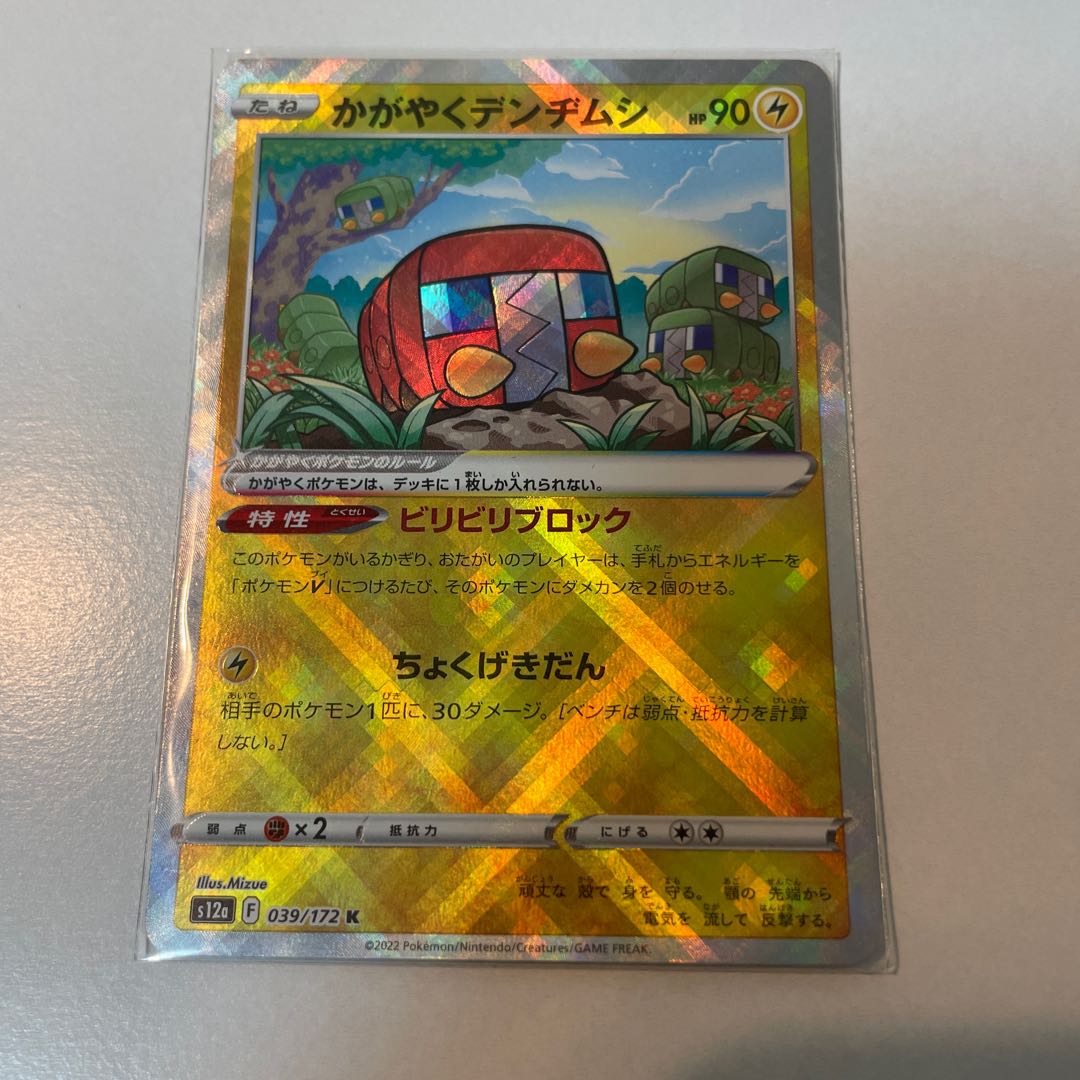 たね かがやくデンヂムシ HP90
かがやくポケモンのルール
かがやくポケモンは、デッキに1枚しか入れられない。
特性 ビリビリブロック
このポケモンがいるかぎり、おたがいのプレイヤーは、手札からエネルギーを
「ポケモンV」につけるたび、そのポケモンにダメカンを2個のせる。
ちょくげきだん
相手のポケモン1匹に、30ダメージ。[ベンチは弱点・抵抗力を計算
しない。]
弱点 ×2 抵抗力 にげる
Illus.Mizue
頑丈な 殻で 身を 守る。 顎の 先端から
電気を 流して 反撃する。
s12a F 039/172 K
©2022 Pokémon/Nintendo/Creatures/GAME FREAK.